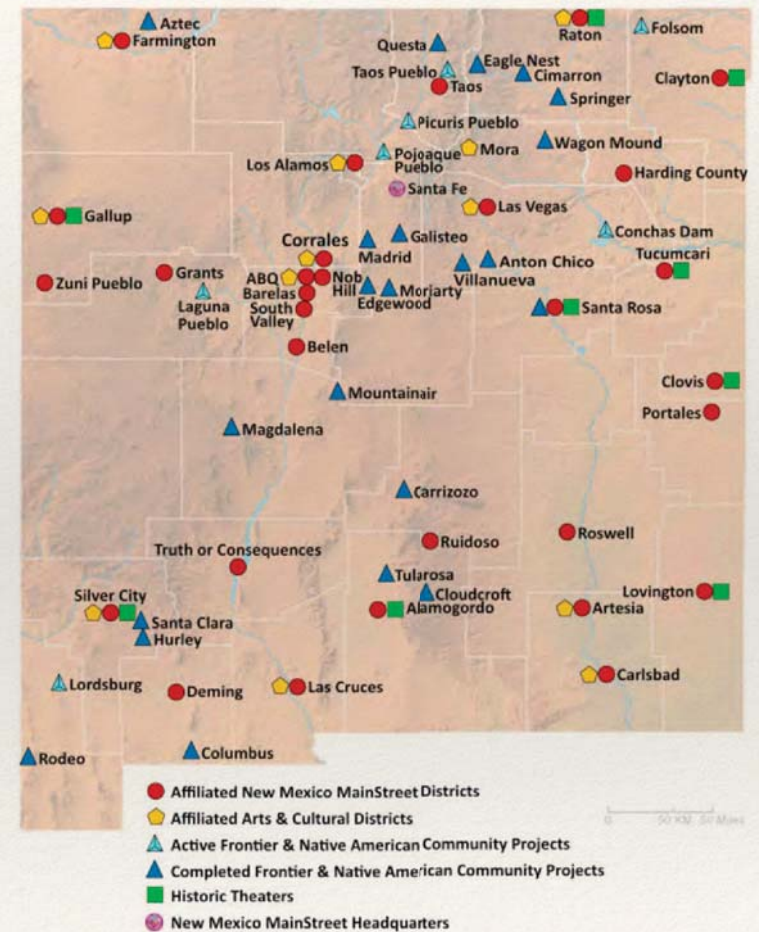 Aztec
Farmington
Raton
Folsom
Questa
Eagle Nest
Taos Pueblo
Cimarron
Clayton
Taos
Springer
Picuris Pueblo
Wagon Mound
Mora
Pojoaque
Pueblo
Los Alamos
Harding County
Santa Fe
Las Vegas
Gallup
Conchas Dam
Corrales
Galisteo
Madrid
Tucumcari
Anton Chico
Villanueva
Zuni Pueblo
Grants
ABQ
Nob
Hill
Barelas
Moriarty
Edgewood
Laguna
Pueblo
South
Valley
Santa Rosa
Belen
Clovis
Mountainair
Portales
Magdalena
Carrizozo
Roswell
Ruidoso
Truth or Consequences
Tularosa
Cloudcroft
Lovington
Silver City
Alamogordo
Artesia
Santa Clara
Hurley
Carlsbad
Lordsburg
Deming
Las Cruces
Rodeo
Columbus
Affiliated New Mexico MainStreet Districts
Affiliated Arts & Cultural Districts
Active Frontier & Native American Community Projects
Completed Frontier & Native American Community Projects
Historic Theaters
New Mexico MainStreet Headquarters
0 50 KM 50 Miles